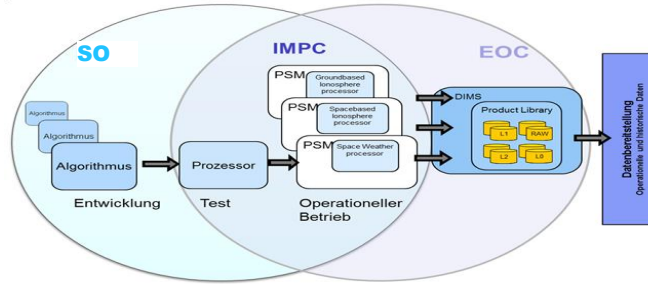 SO
IMPC
EOC
PSM
Groundbased
Ionosphere
processor
PSM
Spacebased
Ionosphere
processor
PSM
Space Weather
processor
Algorithmus
Algorithmus
Algorithmus
Prozessor
DIMS
Product Library
L1
RAW
L2
L0
Entwicklung
Test
Operationeller
Betrieb
Datenbereitstellung
Operationelle und historische Daten